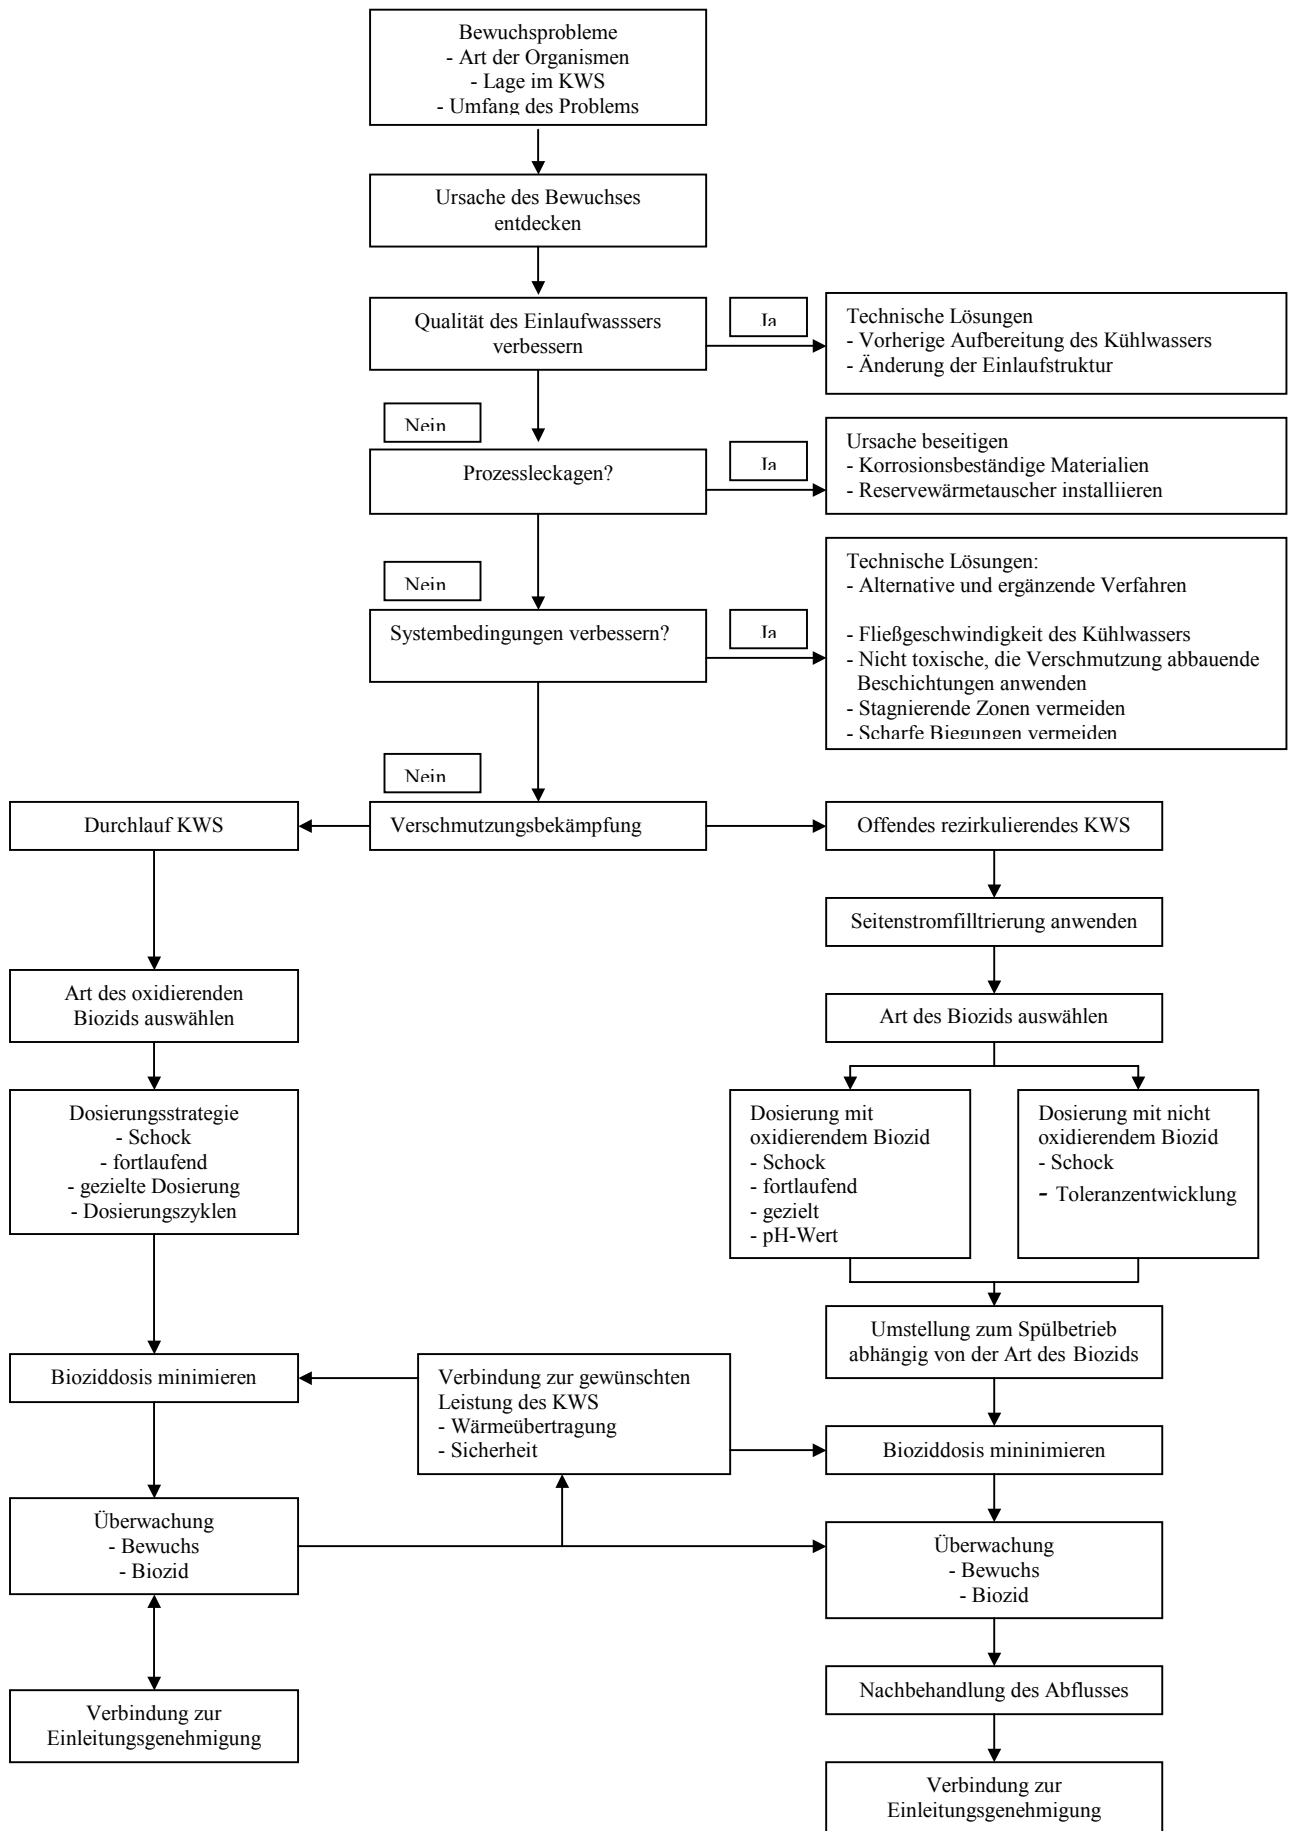 Bewuchsprobleme
- Art der Organismen
- Lage im KWS
- Umfang des Problems
Ursache des Bewuchses
entdecken
Qualität des Einlaufwasssers
verbessern
Ja
Technische Lösungen
- Vorherige Aufbereitung des Kühlwassers
- Änderung der Einlaufstruktur
Nein
Prozessleckagen?
Ja
Ursache beseitigen
- Korrosionsbeständige Materialien
- Reservewärmetauscher installiieren
Nein
Systembedingungen verbessern?
Ja
Technische Lösungen:
- Alternative und ergänzende Verfahren
- Fließgeschwindigkeit des Kühlwassers
- Nicht toxische, die Verschmutzung abbauende
Beschichtungen anwenden
- Stagnierende Zonen vermeiden
- Scharfe Biegungen vermeiden
Nein
Durchlauf KWS
Verschmutzungsbekämpfung
Offendes rezirkulierendes KWS
Seitenstromfilltrierung anwenden
Art des oxidierenden
Biozids auswählen
Art des Biozids auswählen
Dosierungsstrategie
- Schock
- fortlaufend
- gezielte Dosierung
- Dosierungszyklen
Dosierung mit
oxidierendem Biozid
- Schock
- fortlaufend
- gezielt
- pH-Wert
Dosierung mit nicht
oxidierendem Biozid
- Schock
- Toleranzentwicklung
Umstellung zum Spülbetrieb
abhängig von der Art des Biozids
Bioziddosis minimieren
Verbindung zur gewünschten
Leistung des KWS
- Wärmeübertragung
- Sicherheit
Bioziddosis mininimieren
Überwachung
- Bewuchs
- Biozid
Überwachung
- Bewuchs
- Biozid
Nachbehandlung des Abflusses
Verbindung zur
Einleitungsgenehmigung
Verbindung zur
Einleitungsgenehmigung